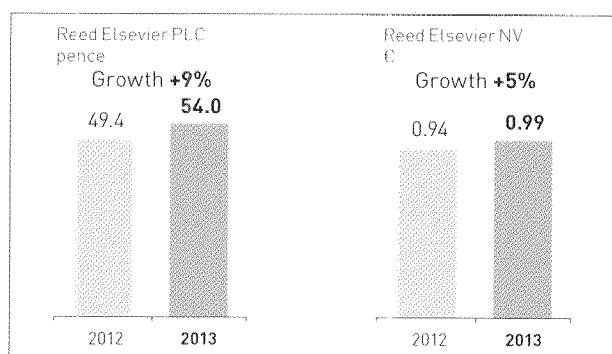 Reed Elsevier PLC
pence
Growth +9%
49.4
54.0
2012
2013
Reed Elsevier NV
€
Growth +5%
0.94
0.99
2012
2013